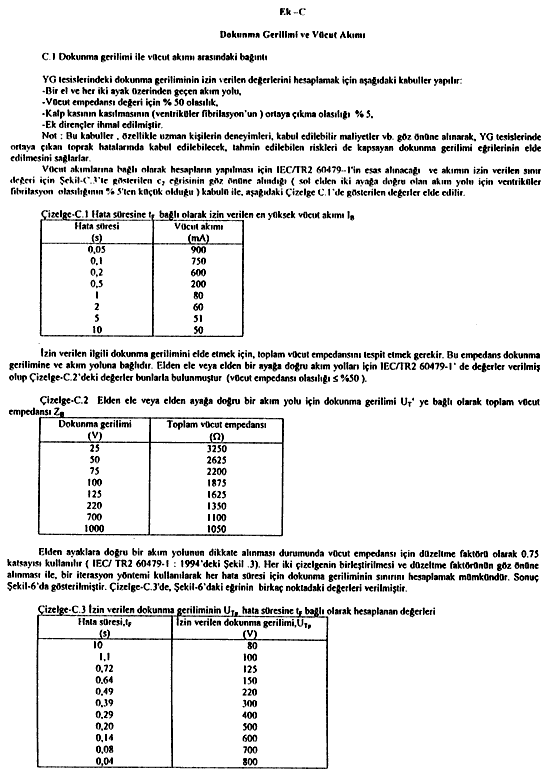 Ek –C
Dokunma Gerilimi ve Vücut Akımı
C.1 Dokunma gerilimi ile vücut akımı arasındaki bağıntı
YG tesislerindeki dokunma geriliminin izin verilen değerlerini hesaplamak için aşağıdaki kabuller yapılır:
-Bir el ve her iki ayak üzerinden geçen akım yolu,
-Vücut empedansı değeri için % 50 olasılık,
-Kalp kasının kasılmasının (ventriküler fibrilasyon'un ) ortaya çıkma olasılığı % 5,
-Ek dirençler ihmal edilmiştir.
Not : Bu kabuller , özellikle uzman kişilerin deneyimleri, kabul edilebilir maliyetler vb. göz önüne alınarak, YG tesislerinde
ortaya çıkan toprak hatalarında kabul edilebilecek, tahmin edilebilen riskleri de kapsayan dokunma gerilimi eğrilerinin elde
edilmesini sağlarlar.
Vücut akımlarına bağlı olarak hesapların yapılması için IEC/TR2 60479-1'in esas alınacağı ve akımın izin verilen sınır
değeri için Şekil-C.3'te gösterilen c₂ eğrisinin göz önüne alındığı ( sol elden iki ayağa doğru olan akım yolu için ventriküler
fibrilasyon olasılığının % 5'ten küçük olduğu ) kabulü ile, aşağıdaki Çizelge C.1'de gösterilen değerler elde edilir.
Çizelge-C.1 Hata süresine tF bağlı olarak izin verilen en yüksek vücut akımı IB
Hata süresi Vücut akımı
(s) (mA)
0,05 900
0,1 750
0,2 600
0,5 200
1 80
2 60
5 51
10 50
İzin verilen ilgili dokunma gerilimini elde etmek için, toplam vücut empedansını tespit etmek gerekir. Bu empedans dokunma
gerilimine ve akım yoluna bağlıdır. Elden ele veya elden bir ayağa doğru akım yolları için IEC/TR2 60479-1' de değerler verilmiş
olup Çizelge-C.2'deki değerler bunlarla bulunmuştur (vücut empedansı olasılığı ≤ %50 ).
Çizelge-C.2 Elden ele veya elden ayağa doğru bir akım yolu için dokunma gerilimi UT' ye bağlı olarak toplam vücut
empedansı ZB
Dokunma gerilimi Toplam vücut empedansı
(V) (Ω)
25 3250
50 2625
75 2200
100 1875
125 1625
220 1350
700 1100
1000 1050
Elden ayaklara doğru bir akım yolunun dikkate alınması durumunda vücut empedansı için düzeltme faktörü olarak 0.75
katsayısı kullanılır ( IEC/ TR2 60479-1 : 1994'deki Şekil .3). Her iki çizelgenin birleştirilmesi ve düzeltme faktörünün göz önüne
alınması ile, bir iterasyon yöntemi kullanılarak her hata süresi için dokunma geriliminin sınırını hesaplamak mümkündür. Sonuç
Şekil-6'da gösterilmiştir. Çizelge-C.3'de, Şekil-6'daki eğrinin birkaç noktadaki değerleri verilmiştir.
Çizelge-C.3 İzin verilen dokunma geriliminin UTp hata süresine tF bağlı olarak hesaplanan değerleri
Hata süresi,tF İzin verilen dokunma gerilimi,UTp
(s) (V)
10 80
1,1 100
0,72 125
0,64 150
0,49 220
0,39 300
0,29 400
0,20 500
0,14 600
0,08 700
0,04 800